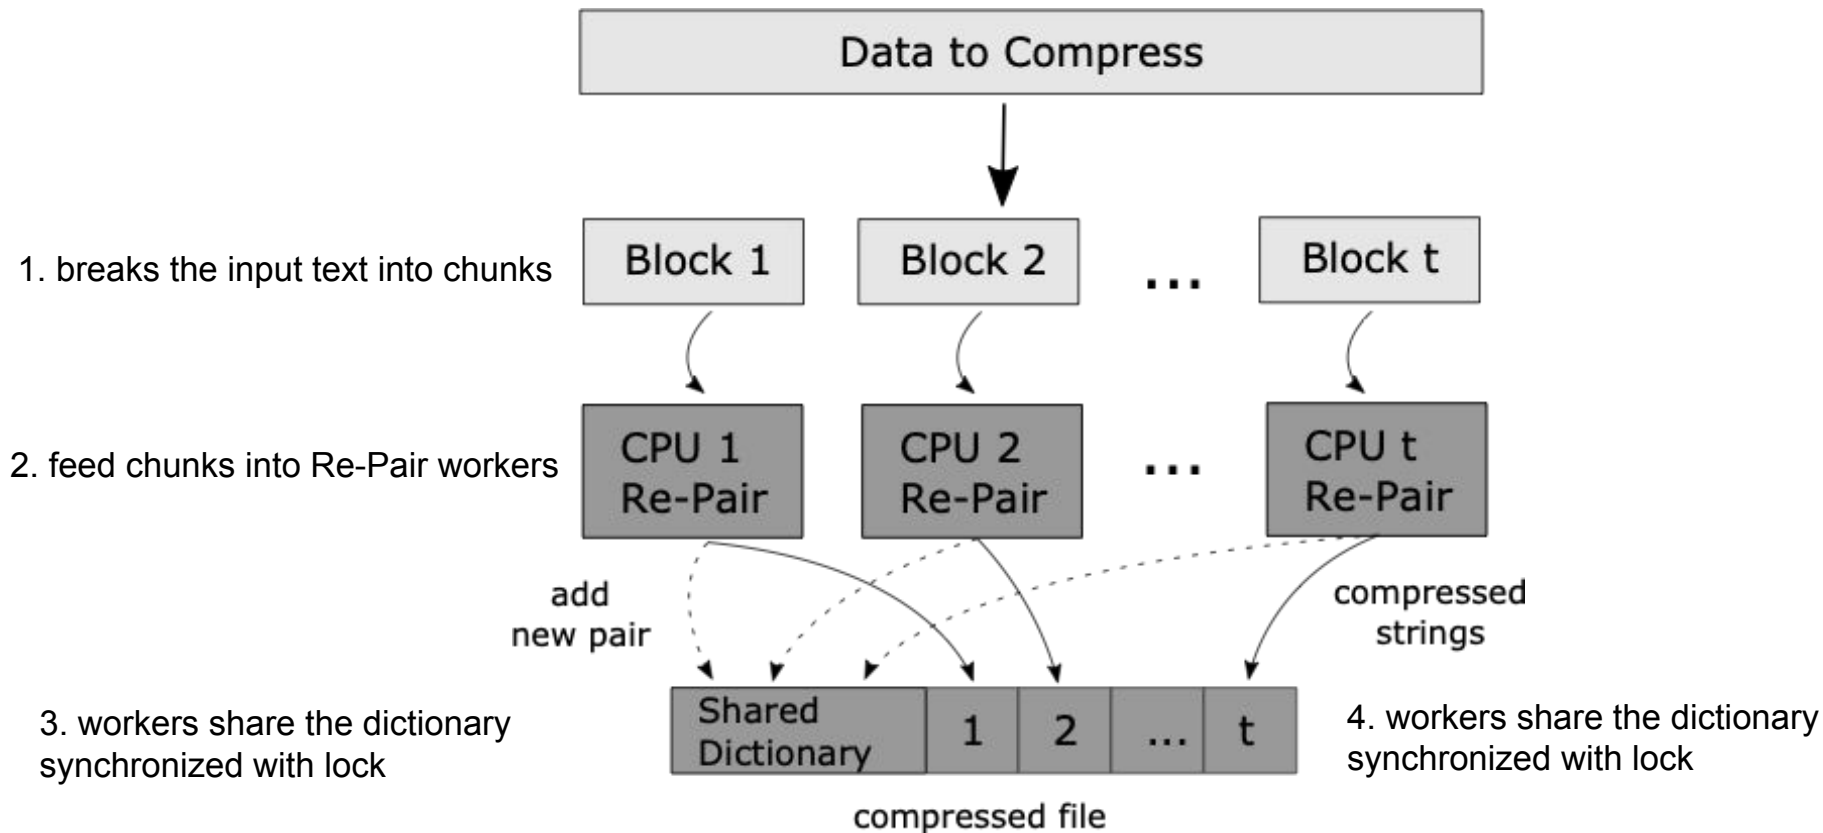 Data to Compress
1. breaks the input text into chunks
Block 1
Block 2
...
Block t
2. feed chunks into Re-Pair workers
CPU 1
Re-Pair
CPU 2
Re-Pair
...
CPU t
Re-Pair
add
new pair
compressed
strings
3. workers share the dictionary
synchronized with lock
Shared
Dictionary
1
2
...
t
4. workers share the dictionary
synchronized with lock
compressed file